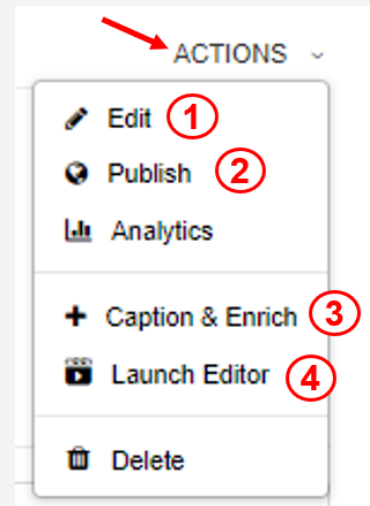 ACTIONS
Edit 1
Publish 2
Analytics
Caption & Enrich 3
Launch Editor 4
Delete